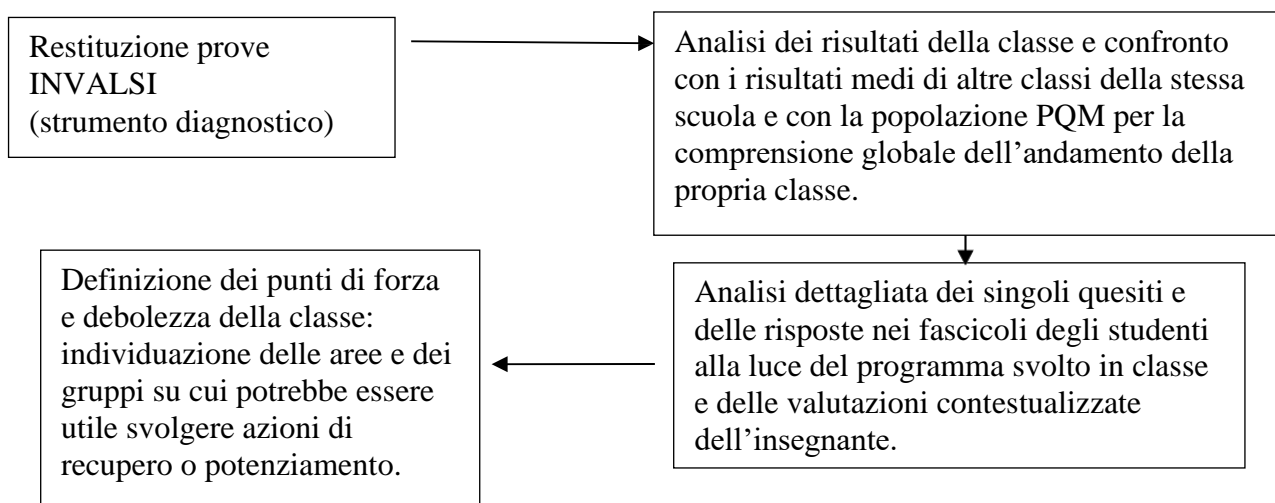 Restituzione prove
INVALSI
(strumento diagnostico)
Analisi dei risultati della classe e confronto
con i risultati medi di altre classi della stessa
scuola e con la popolazione PQM per la
comprensione globale dell’andamento della
propria classe.
Analisi dettagliata dei singoli quesiti e
delle risposte nei fascicoli degli studenti
alla luce del programma svolto in classe
e delle valutazioni contestualizzate
dell’insegnante.
Definizione dei punti di forza
e debolezza della classe:
individuazione delle aree e dei
gruppi su cui potrebbe essere
utile svolgere azioni di
recupero o potenziamento.